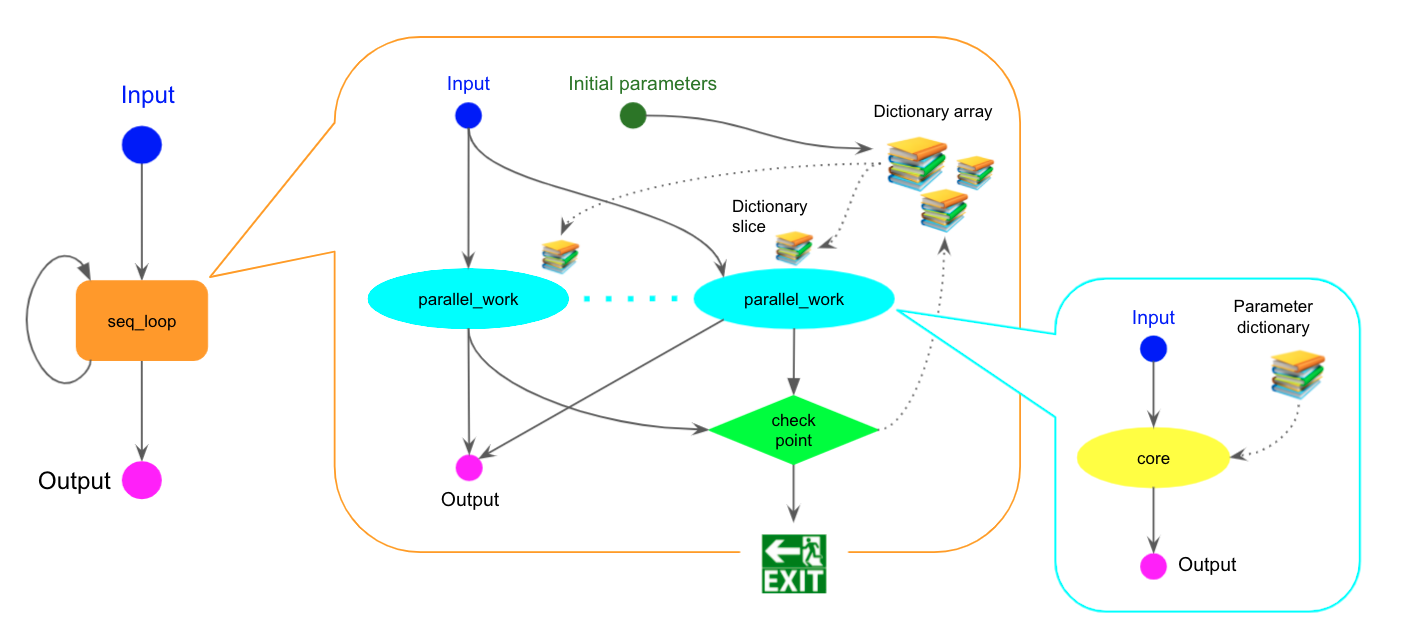 Input
seq_loop
Output
Input
Initial parameters
Dictionary array
Dictionary
slice
parallel_work
parallel_work
check
point
Output
EXIT
Input
Parameter
dictionary
core
Output